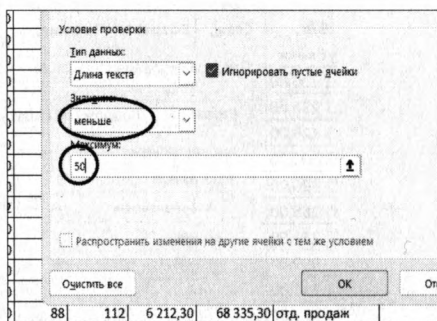 Условие проверки
Тип данных:
Длина текста
Игнорировать пустые ячейки
Значение:
меньше
Максимум:
50
Распространить изменения на другие ячейки с тем же условием
Очистить все
ОК
88 112 6 212,30 68 335,30 отд. продаж